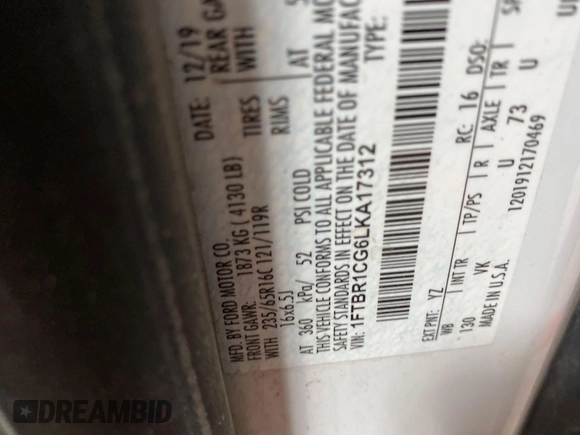 MFD. BY FORD MOTOR CO.
DATE: 12/19
FRONT GAWR: 1873 KG ( 4130 LB)
REAR
WITH 235/65R16C 121/119R TIRES WITH
16x6.5J RIMS
AT 360 kPa/ 52 PSI COLD AT
THIS VEHICLE CONFORMS TO ALL APPLICABLE FEDERAL
SAFETY STANDARDS IN EFFECT ON THE DATE OF
VIN: 1FTBR1CG6LKA17312
TYPE:
EXT PNT: YZ RC: 16 DSO:
WB INT TR TP/PS R AXLE TR
130 VK U 73 U
MADE IN U.S.A. 1201912170469
DREAMBID